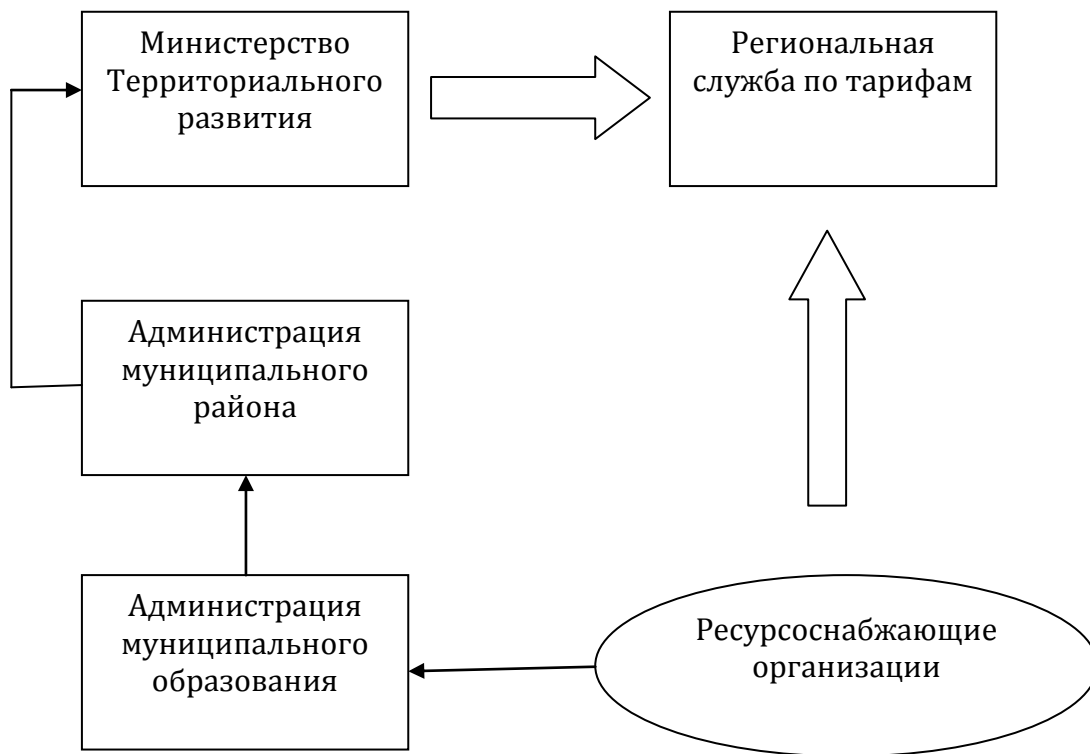 Министерство
Территориального
развития
Региональная
служба по тарифам
Администрация
муниципального
района
Администрация
муниципального
образования
Ресурсоснабжающие
организации